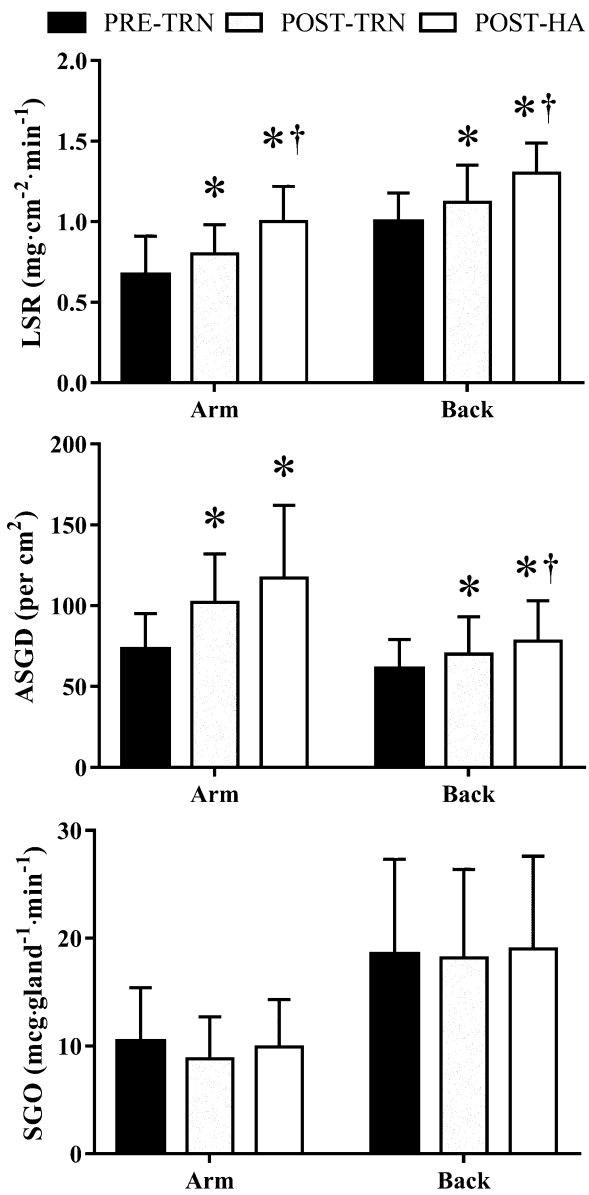 PRE-TRN POST-TRN POST-HA
LSR (mg·cm⁻²·min⁻¹)
2.0
1.5
1.0
0.5
0.0
* *† * *†
Arm Back
ASGD (per cm²)
200
150
100
50
0
* * * *†
Arm Back
SGO (mcg·gland⁻¹·min⁻¹)
30
20
10
0
Arm Back